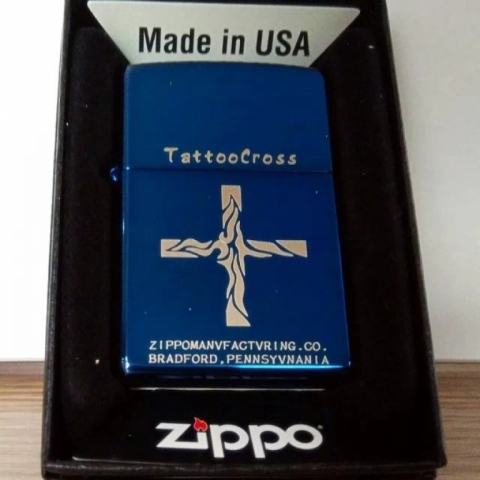 Made in USA
TattooCross
ZIPPOMANVFACTVRING.CO.
BRADFORD,PENNSYVNANIA
zippo